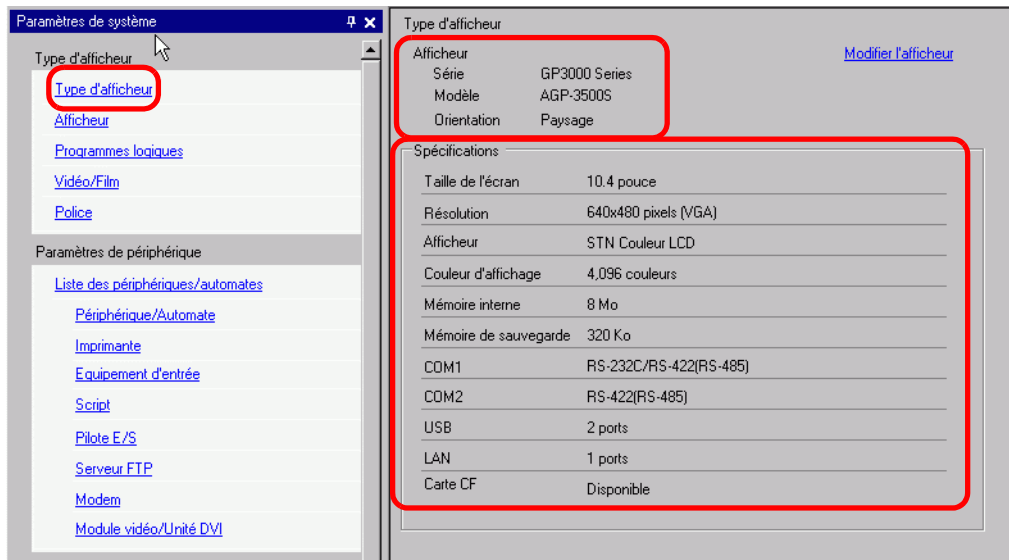 Paramètres de système
Type d'afficheur
Type d'afficheur
Afficheur
Programmes logiques
Vidéo/Film
Police
Paramètres de périphérique
Liste des périphériques/automates
Périphérique/Automate
Imprimante
Equipement d'entrée
Script
Pilote E/S
Serveur FTP
Modem
Module vidéo/Unité DVI
Type d'afficheur
Afficheur
Modifier l'afficheur
Série GP3000 Series
Modèle AGP-3500S
Orientation Paysage
Spécifications
Taille de l'écran 10.4 pouce
Résolution 640x480 pixels (VGA)
Afficheur STN Couleur LCD
Couleur d'affichage 4,096 couleurs
Mémoire interne 8 Mo
Mémoire de sauvegarde 320 Ko
COM1 RS-232C/RS-422(RS-485)
COM2 RS-422(RS-485)
USB 2 ports
LAN 1 ports
Carte CF Disponible